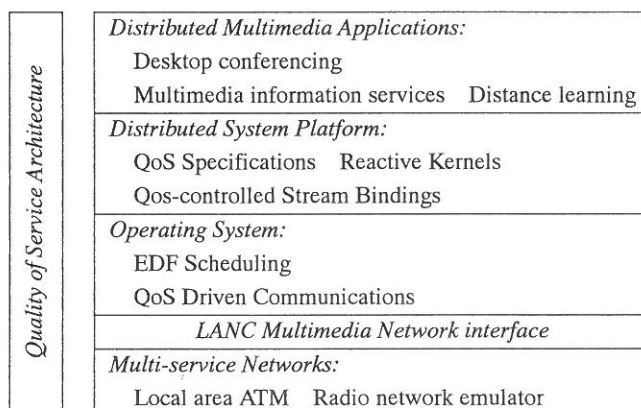 Quality of Service Architecture
Distributed Multimedia Applications:
Desktop conferencing
Multimedia information services Distance learning
Distributed System Platform:
QoS Specifications Reactive Kernels
Qos-controlled Stream Bindings
Operating System:
EDF Scheduling
QoS Driven Communications
LANC Multimedia Network interface
Multi-service Networks:
Local area ATM Radio network emulator